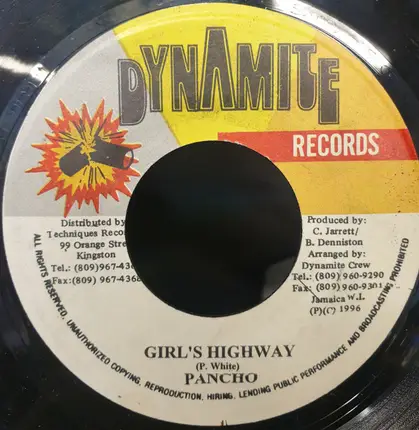 DYNAMITE
RECORDS
Distributed by
Techniques Recor
99 Orange Stre
Kingston
Tel.: (809)967-43
Fax:(809) 967-4368
Produced by:
C. Jarrett/
B. Denniston
Arranged by:
Dynamite Crew
Tel: (809) 960-9290
Fax: (809) 960-9301
Jamaica W.I.
(P)(C) 1996
GIRL'S HIGHWAY
(P. White)
PANCHO
ALL RIGHTS RESERVED. UNAUTHORIZED COPYING, REPRODUCTION, HIRING, LENDING PUBLIC PERFORMANCE AND BROADCASTING PROHIBITED